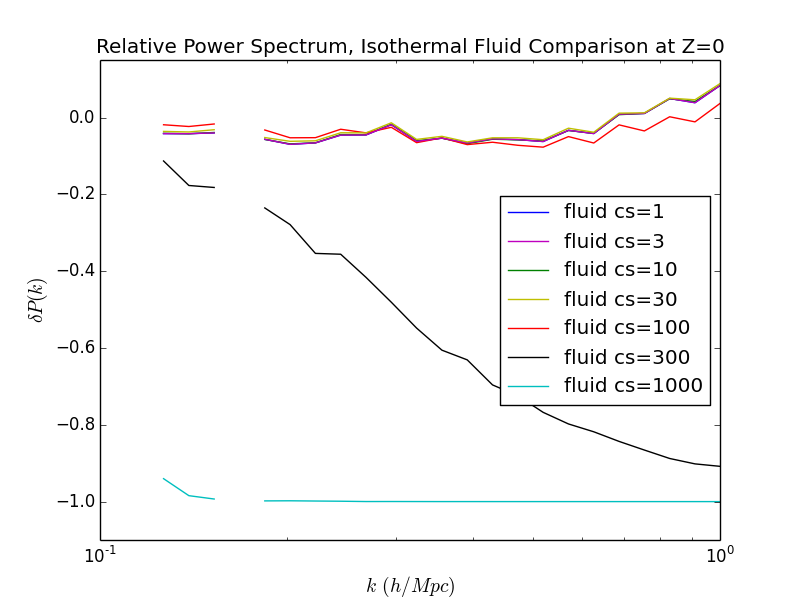 Relative Power Spectrum, Isothermal Fluid Comparison at Z=0
0.0
−0.2
−0.4
−0.6
−0.8
−1.0
δP(k)
fluid cs=1
fluid cs=3
fluid cs=10
fluid cs=30
fluid cs=100
fluid cs=300
fluid cs=1000
10⁻¹
10⁰
k (h/Mpc)